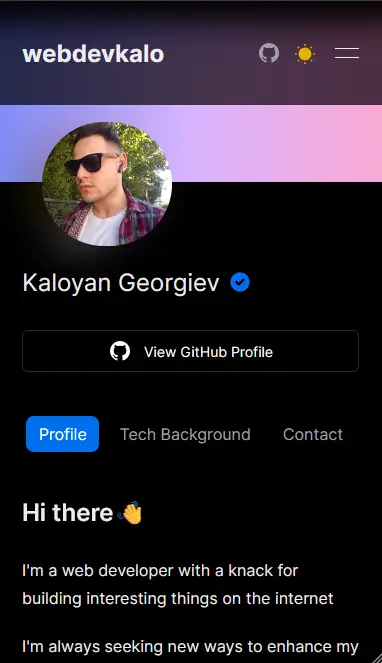 webdevkalo
Kaloyan Georgiev
View GitHub Profile
Profile Tech Background Contact
Hi there 👋
I'm a web developer with a knack for
building interesting things on the internet
I'm always seeking new ways to enhance my